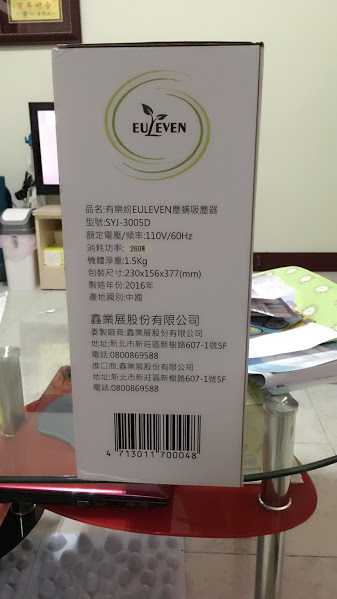 EULEVEN
品名:有樂紛EULEVEN塵蟎吸塵器
型號:SYJ-3005D
額定電壓/頻率:110V/60Hz
消耗功率: 260W
機體淨重:1.5Kg
包裝尺寸:230x156x377(mm)
製造年份:2016年
產地國別:中國
鑫業展股份有限公司
委製廠商:鑫業展股份有限公司
地址:新北市新莊區新樹路607-1號5F
電話:0800869588
進口商:鑫業展股份有限公司
地址:新北市新莊區新樹路607-1號5F
電話:0800869588
4 713011 700048